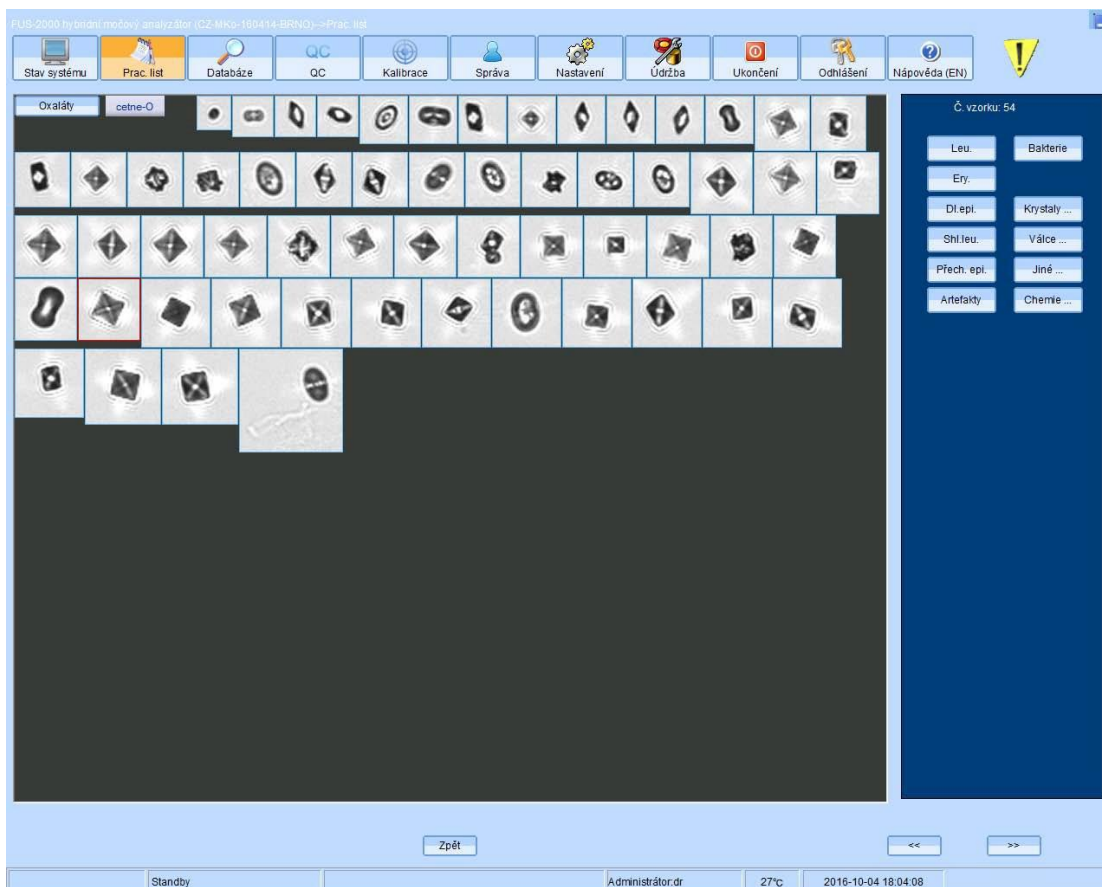 FUS-2000 hybridní močový analyzátor (CZ-MKo-160414-BRNO)-->Prac. list
Stav systému
Prac. list
Databáze
QC
QC
Kalibrace
Správa
Nastavení
Údržba
Ukončení
Odhlášení
Nápověda (EN)
Oxaláty
cetne-O
Č. vzorku: 54
Leu.
Bakterie
Ery.
Dl.epi.
Krystaly ...
Shl.leu.
Válce ...
Přech. epi.
Jiné ...
Artefakty
Chemie ...
Zpět
<<
>>
Standby
Administrátor:dr
27°C
2016-10-04 18:04:08